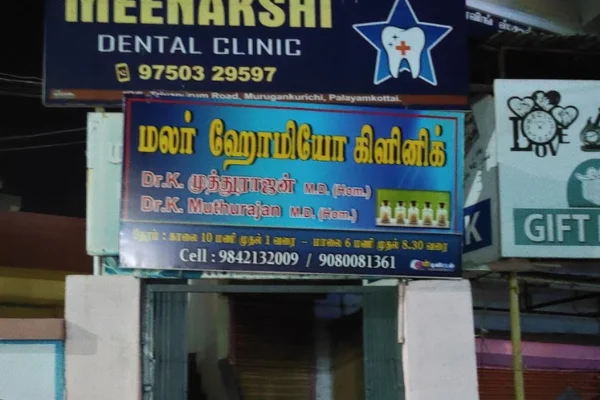 MEENAKSHI
DENTAL CLINIC
97503 29597
Road, Murugankurichi, Palayamkottai.
மலர் ஹோமியோ கிளினிக்
Dr.K. முத்துராஜன் M.D. (Hom.)
Dr.K. Muthurajan M.D. (Hom.)
நேரம் : காலை 10 மணி முதல் 1 வரை - மாலை 6 மணி முதல் 8.30 வரை
Cell : 9842132009 / 9080081361
LOVE
GIFT